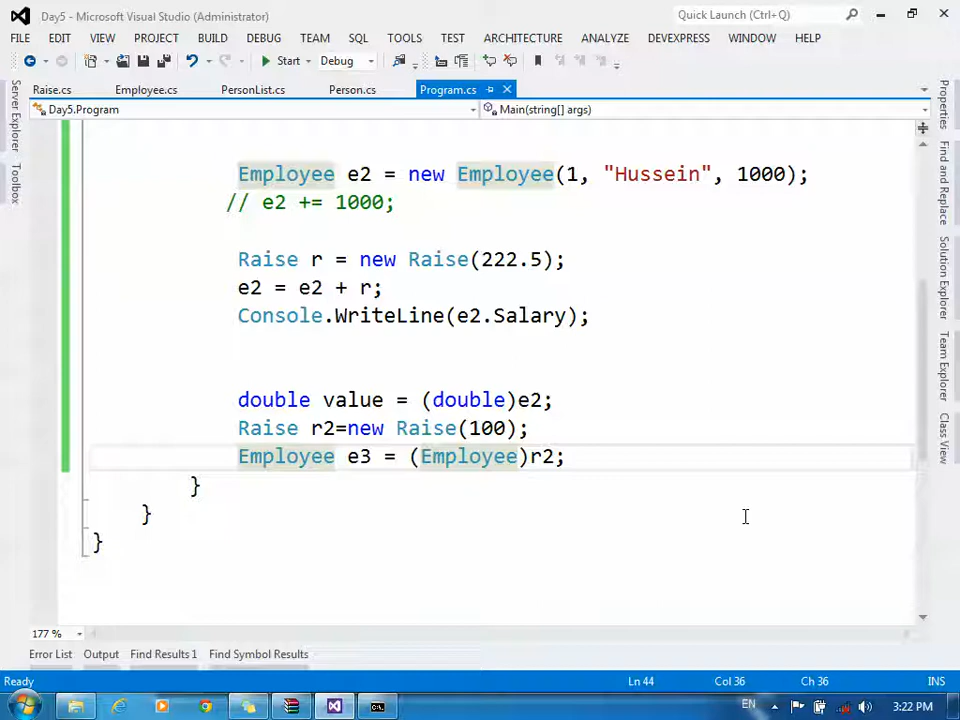 Day5 - Microsoft Visual Studio (Administrator)
Quick Launch (Ctrl+Q)
FILE EDIT VIEW PROJECT BUILD DEBUG TEAM SQL TOOLS TEST ARCHITECTURE ANALYZE DEVEXPRESS WINDOW HELP
Start Debug
Raise.cs Employee.cs PersonList.cs Person.cs Program.cs
Day5.Program Main(string[] args)
Server Explorer
Toolbox
Employee e2 = new Employee(1, "Hussein", 1000);
// e2 += 1000;
Raise r = new Raise(222.5);
e2 = e2 + r;
Console.WriteLine(e2.Salary);
double value = (double)e2;
Raise r2=new Raise(100);
Employee e3 = (Employee)r2;
}
}
}
Properties
Find and Replace
Solution Explorer
Team Explorer
Class View
177 %
Error List Output Find Results 1 Find Symbol Results
Ready Ln 44 Col 36 Ch 36 INS
EN 3:22 PM